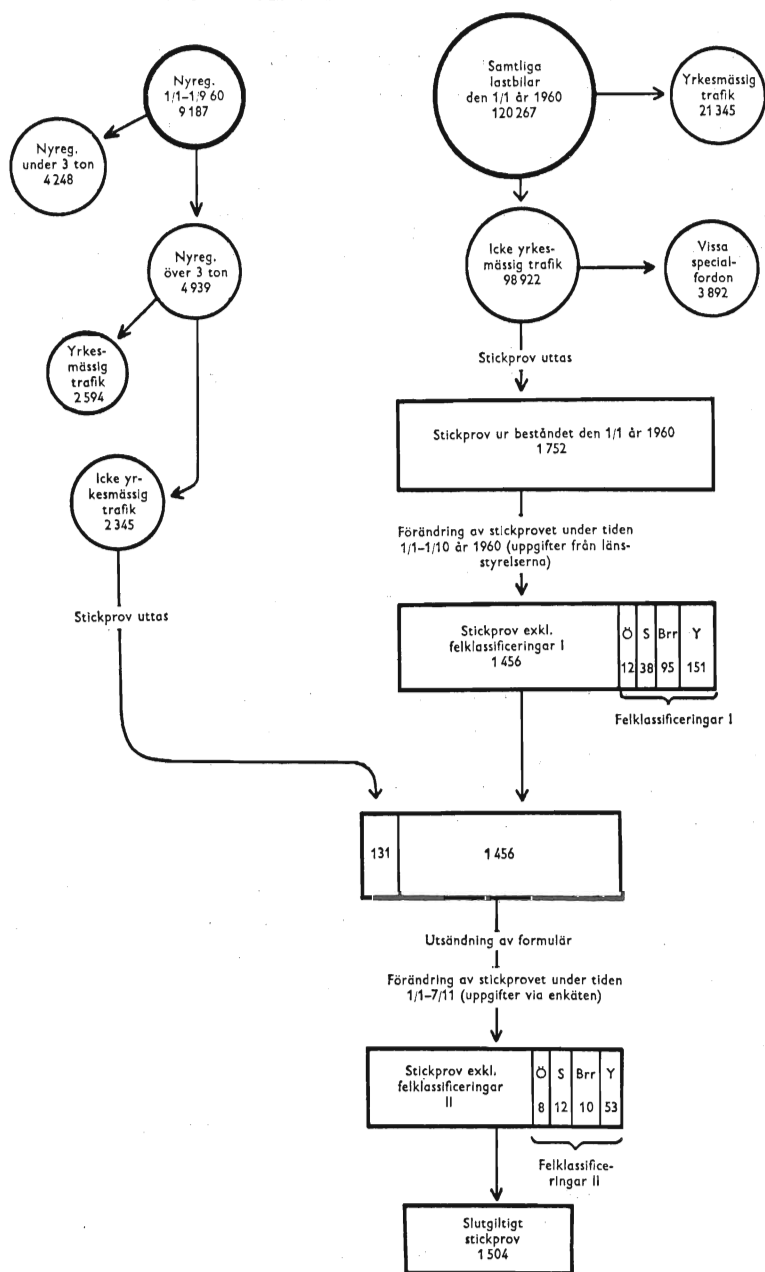 Nyreg.
1/1–1/9 60
9 187
Nyreg.
under 3 ton
4 248
Nyreg.
över 3 ton
4 939
Yrkes-
mässig
trafik
2 594
Icke yr-
kesmässig
trafik
2 345
Stickprov uttas
Samtliga
lastbilar
den 1/1 år 1960
120 267
Yrkesmässig
trafik
21 345
Icke yrkes-
mässig trafik
98 922
Vissa
special-
fordon
3 892
Stickprov uttas
Stickprov ur beståndet den 1/1 år 1960
1 752
Förändring av stickprovet under tiden
1/1–1/10 år 1960 (uppgifter från läns-
styrelserna)
Stickprov exkl.
felklassificeringar I
1 456
Ö S Brr Y
12 38 95 151
Felklassificeringar I
131 1 456
Utsändning av formulär
Förändring av stickprovet under tiden
1/1–7/11 (uppgifter via enkäten)
Stickprov exkl.
felklassificeringar
II
Ö S Brr Y
8 12 10 53
Felklassifice-
ringar II
Slutgiltigt
stickprov
1 504